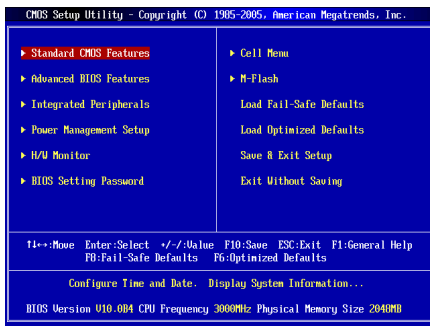 CMOS Setup Utility - Copyright (C) 1985-2005, American Megatrends, Inc.
▶ Standard CMOS Features
▶ Advanced BIOS Features
▶ Integrated Peripherals
▶ Power Management Setup
▶ H/W Monitor
▶ BIOS Setting Password
▶ Cell Menu
▶ M-Flash
Load Fail-Safe Defaults
Load Optimized Defaults
Save & Exit Setup
Exit Without Saving
↑↓←→:Move Enter:Select +/-/:Value F10:Save ESC:Exit F1:General Help
F8:Fail-Safe Defaults F6:Optimized Defaults
Configure Time and Date. Display System Information...
BIOS Version V10.0B4 CPU Frequency 3000MHz Physical Memory Size 2048MB